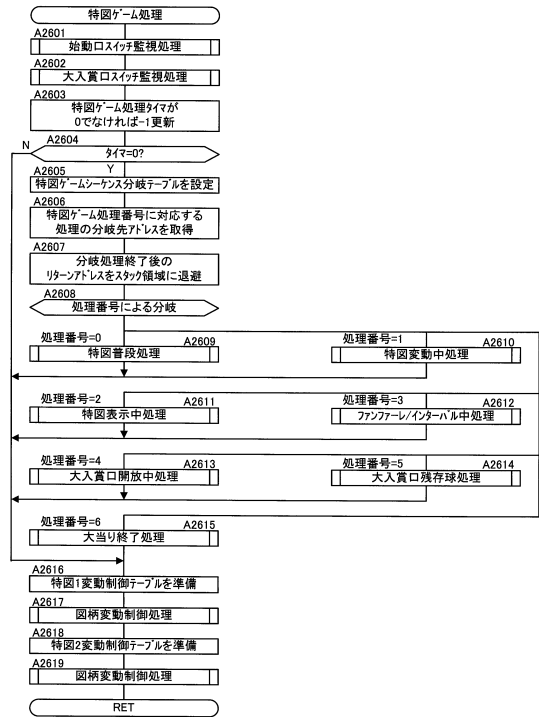 特図ゲーム処理
A2601
始動口スイッチ監視処理
A2602
大入賞口スイッチ監視処理
A2603
特図ゲーム処理タイマが
0でなければ-1更新
A2604
N
タイマ=0?
Y
A2605
特図ゲームシーケンス分岐テーブルを設定
A2606
特図ゲーム処理番号に対応する
処理の分岐先アドレスを取得
A2607
分岐処理終了後の
リターンアドレスをスタック領域に退避
A2608
処理番号による分岐
処理番号=0
A2609
特図普段処理
処理番号=1
A2610
特図変動中処理
処理番号=2
A2611
特図表示中処理
処理番号=3
A2612
ファンファーレ/インターバル中処理
処理番号=4
A2613
大入賞口開放中処理
処理番号=5
A2614
大入賞口残存球処理
処理番号=6
A2615
大当り終了処理
A2616
特図1変動制御テーブルを準備
A2617
図柄変動制御処理
A2618
特図2変動制御テーブルを準備
A2619
図柄変動制御処理
RET